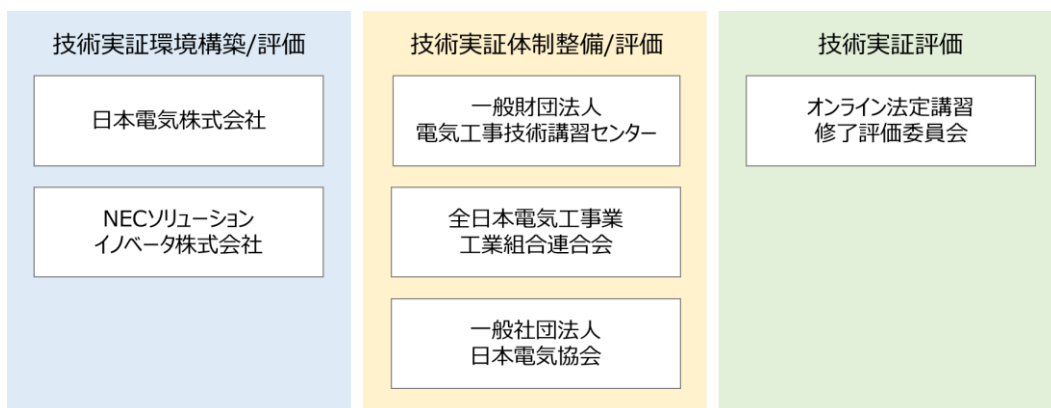 技術実証環境構築/評価
日本電気株式会社
NECソリューション
イノベータ株式会社
技術実証体制整備/評価
一般財団法人
電気工事技術講習センター
全日本電気工事業
工業組合連合会
一般社団法人
日本電気協会
技術実証評価
オンライン法定講習
修了評価委員会